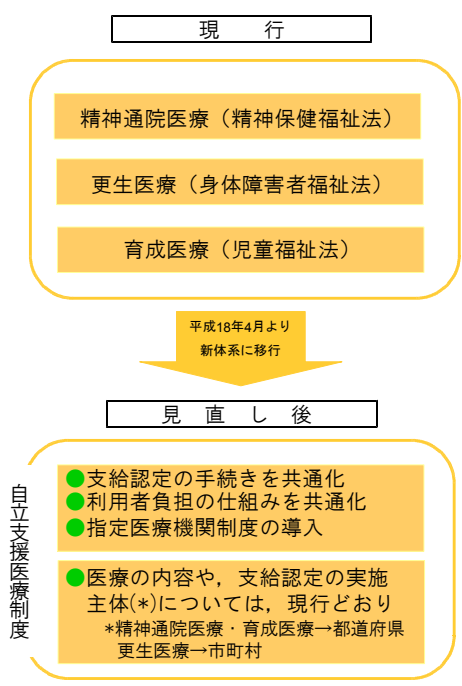 現　行
精神通院医療（精神保健福祉法）
更生医療（身体障害者福祉法）
育成医療（児童福祉法）
平成18年4月より
新体系に移行
見　直　し　後
自立支援医療制度
●支給認定の手続きを共通化
●利用者負担の仕組みを共通化
●指定医療機関制度の導入
●医療の内容や，支給認定の実施
主体(*)については，現行どおり
*精神通院医療・育成医療→都道府県
更生医療→市町村